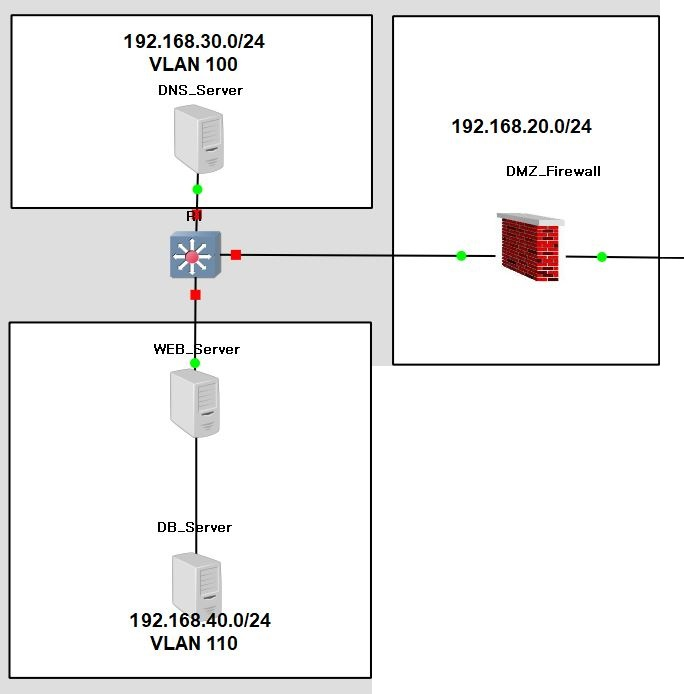 192.168.30.0/24
VLAN 100
DNS_Server
192.168.20.0/24
DMZ_Firewall
WEB_Server
DB_Server
192.168.40.0/24
VLAN 110